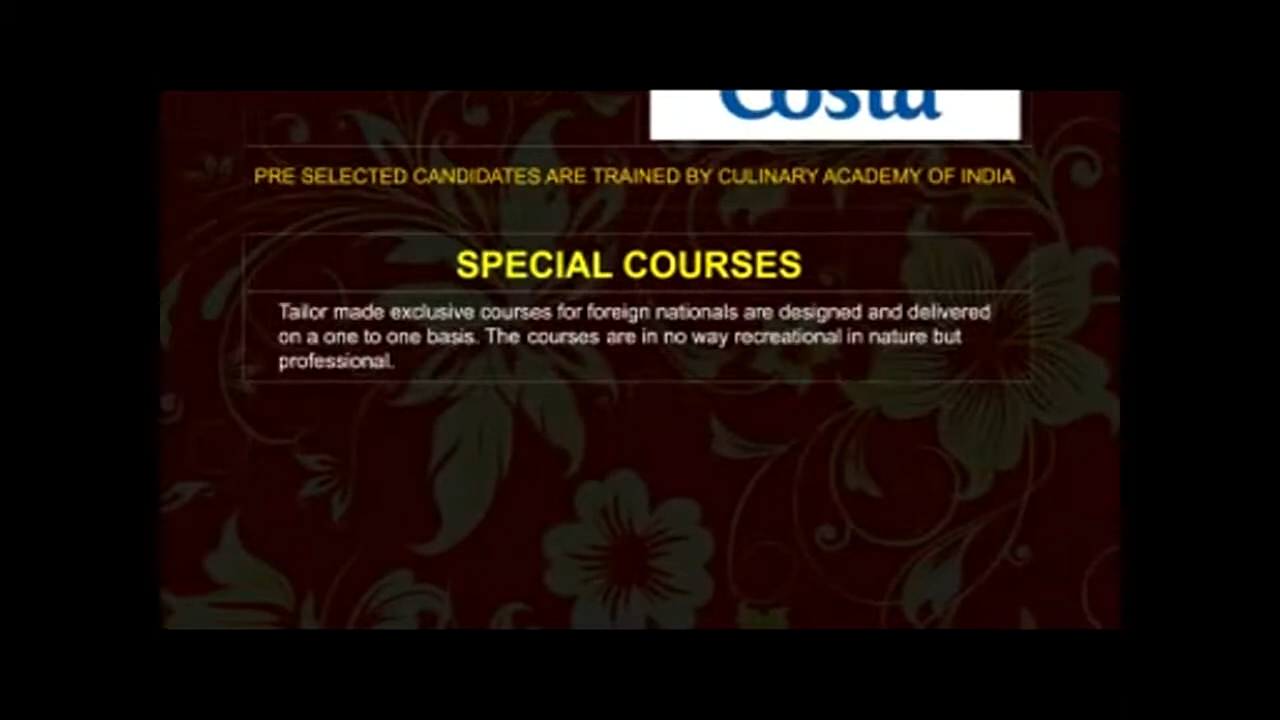 Costa
PRE SELECTED CANDIDATES ARE TRAINED BY CULINARY ACADEMY OF INDIA
SPECIAL COURSES
Tailor made exclusive courses for foreign nationals are designed and delivered
on a one to one basis. The courses are in no way recreational in nature but
professional.